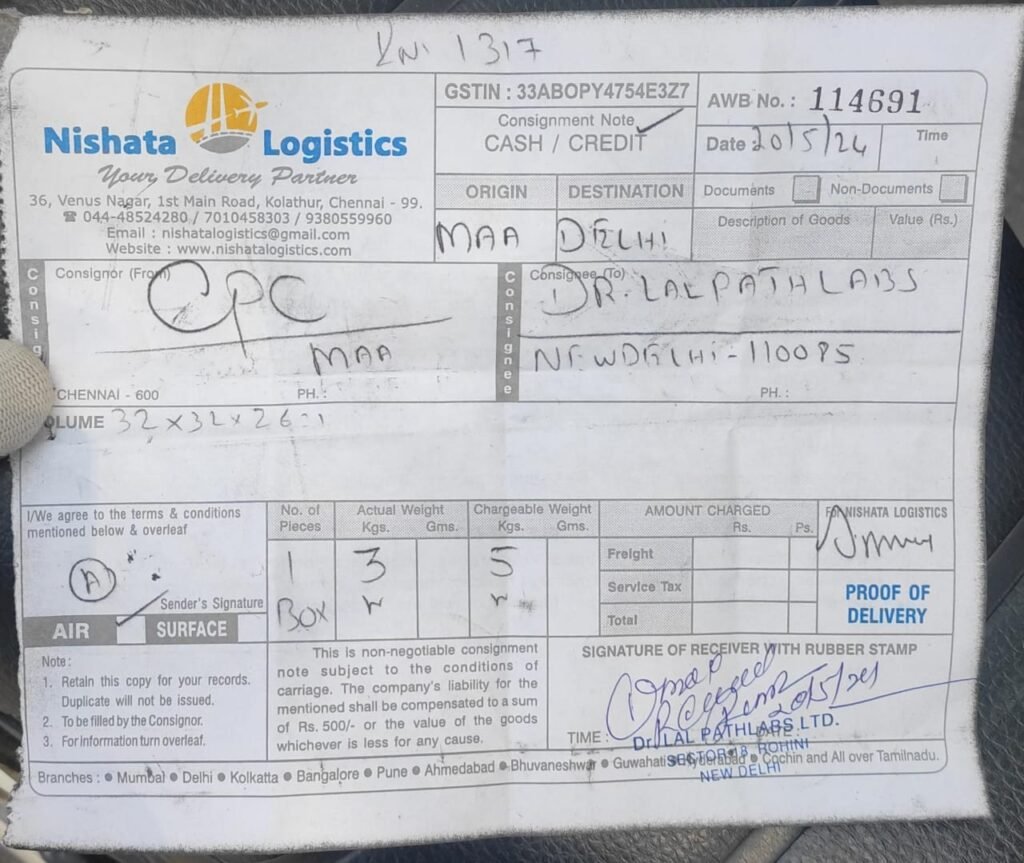 1317
Nishata Logistics
Your Delivery Partner
36, Venus Nagar, 1st Main Road, Kolathur, Chennai - 99.
☎ 044-48524280 / 7010458303 / 9380559960
Email : nishatalogistics@gmail.com
Website : www.nishatalogistics.com
GSTIN : 33ABOPY4754E3Z7
Consignment Note
CASH / CREDIT
AWB No. : 114691
Date 20/5/24 Time
ORIGIN DESTINATION
MAA DELHI
Documents Non-Documents
Description of Goods Value (Rs.)
Consignor (From)
CPC
MAA
CHENNAI - 600 PH. :
Consignee
Consignee (To) DR. LALPATHLABS
NEWDELHI - 110085
PH. :
32x32x26=1
I/We agree to the terms & conditions
mentioned below & overleaf
A
Sender's Signature
AIR SURFACE
No. of Pieces
1
BOX
Actual Weight
Kgs. Gms.
3
Chargeable Weight
Kgs. Gms.
5
AMOUNT CHARGED
Rs. Ps.
Freight
Service Tax
Total
NISHATA LOGISTICS
PROOF OF
DELIVERY
Note :
1. Retain this copy for your records.
Duplicate will not be issued.
2. To be filled by the Consignor.
3. For information turn overleaf.
This is non-negotiable consignment
note subject to the conditions of
carriage. The company's liability for the
mentioned shall be compensated to a sum
of Rs. 500/- or the value of the goods
whichever is less for any cause.
SIGNATURE OF RECEIVER WITH RUBBER STAMP
20/5/24
TIME :
Dr. LAL PATHLABS LTD.
SECTOR-18, ROHINI
NEW DELHI
Branches : ● Mumbai ● Delhi ● Kolkatta ● Bangalore ● Pune ● Ahmedabad ● Bhuvaneshwar ● Guwahati ● Hyderabad ● Cochin and All over Tamilnadu.